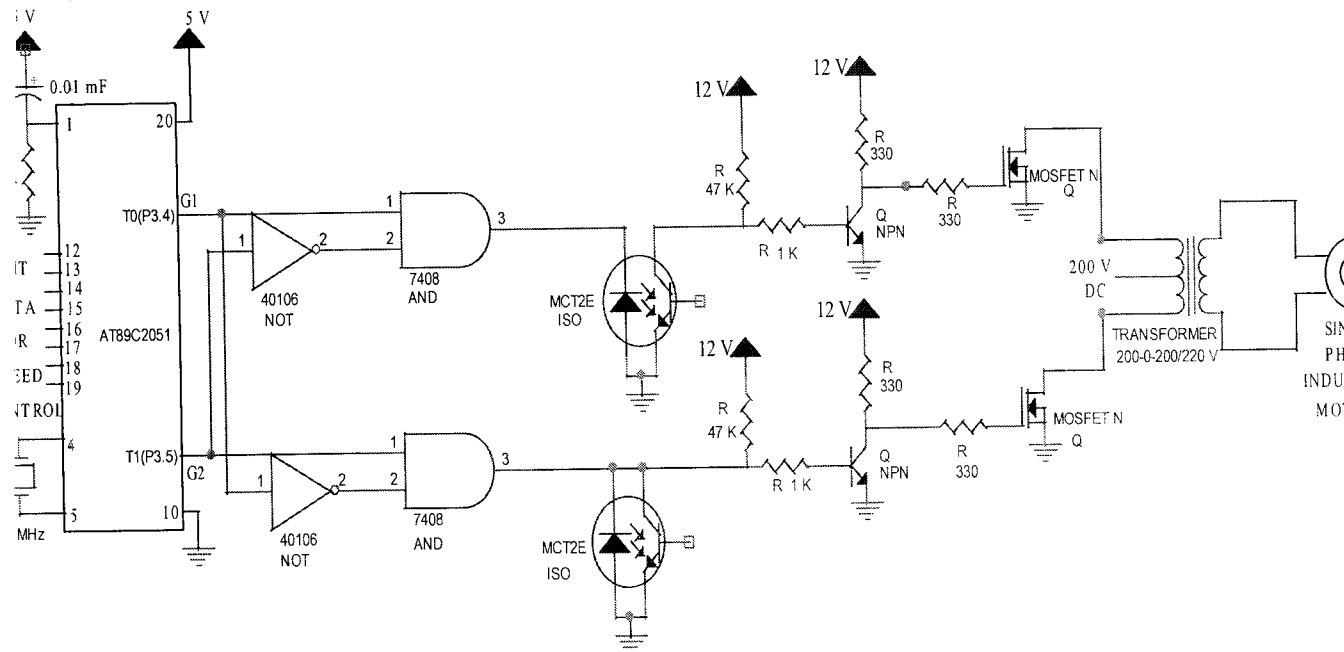 5 V
0.01 mF
1
20
T0(P3.4)
G1
12
13
14
15
16
17
18
19
TA
AT89C2051
4
T1(P3.5)
G2
5
10
MHz
1
2
40106
NOT
1
2
3
7408
AND
1
2
40106
NOT
1
2
3
7408
AND
MCT2E
ISO
MCT2E
ISO
12 V
R
47 K
R 1 K
12 V
R
330
Q
NPN
R
330
MOSFET N
Q
12 V
R
47 K
R 1 K
12 V
R
330
Q
NPN
R
330
MOSFET N
Q
200 V
DC
TRANSFORMER
200-0-200/220 V